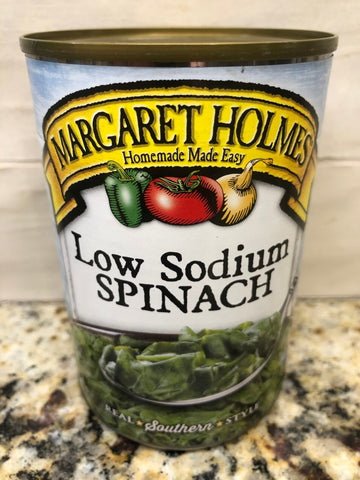 MARGARET HOLMES
Homemade Made Easy
Low Sodium
SPINACH
REAL Southern STYLE